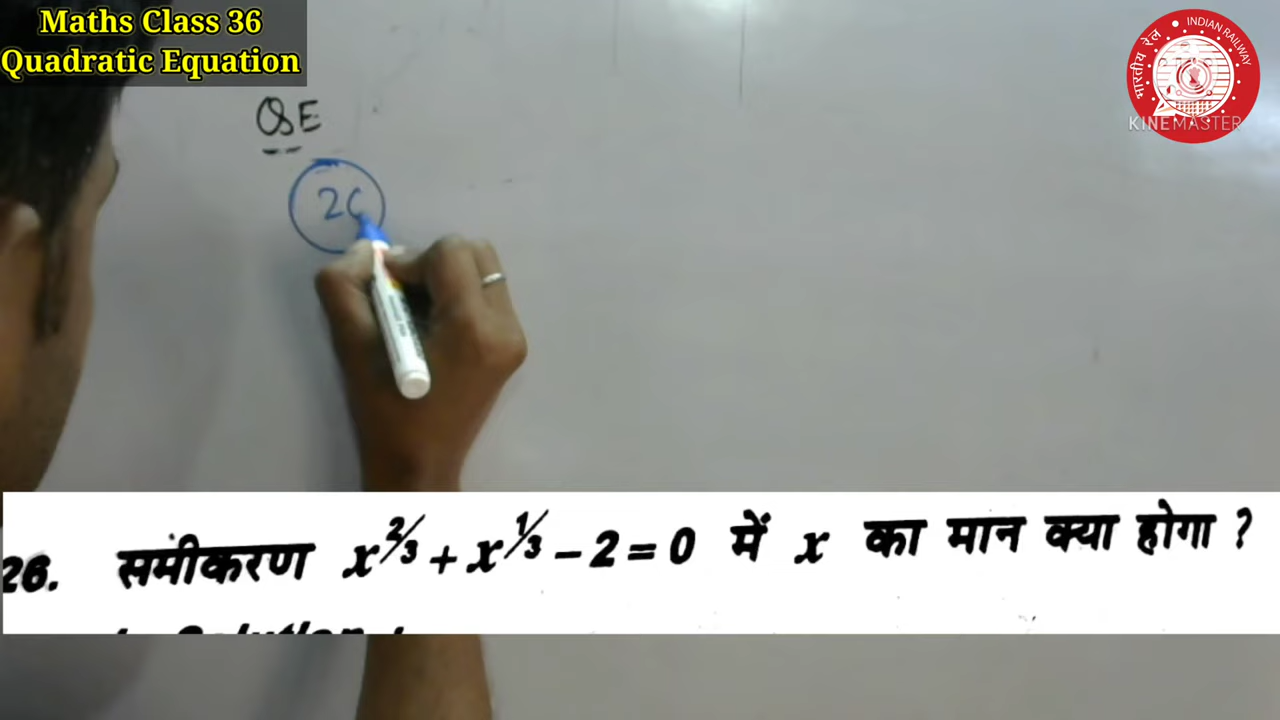 Maths Class 36
Quadratic Equation
भारतीय रेल INDIAN RAILWAY
KINEMASTER
QE
26
26. समीकरण x^2/3 + x^1/3 - 2 = 0 में x का मान क्या होगा ?